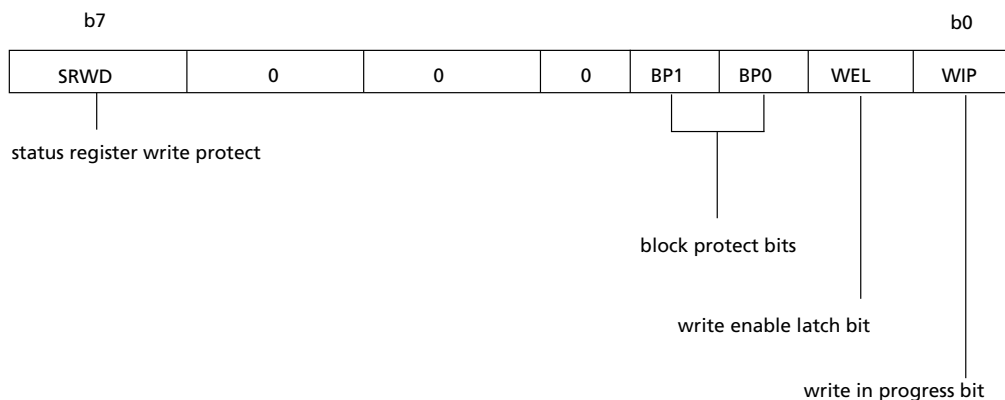 b7 b0
SRWD 0 0 0 BP1 BP0 WEL WIP
status register write protect
block protect bits
write enable latch bit
write in progress bit